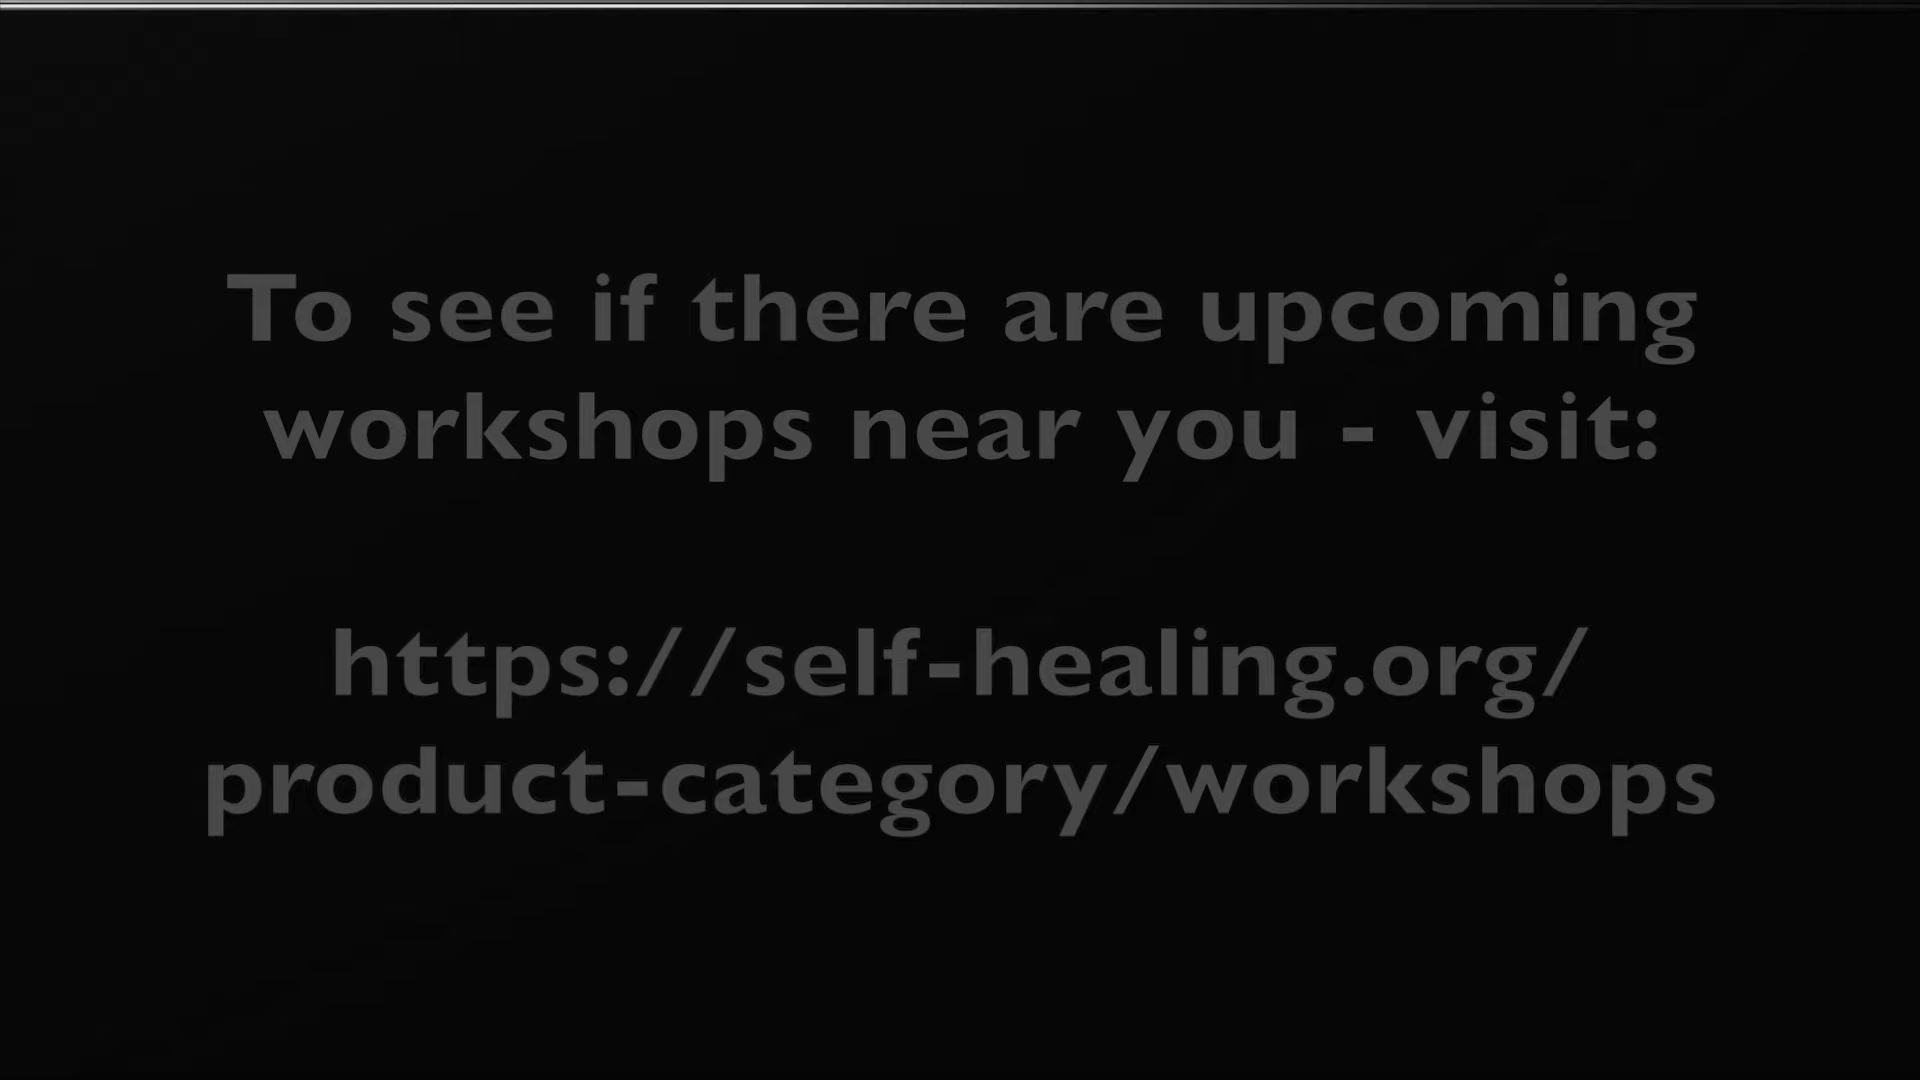 To see if there are upcoming
workshops near you - visit:
https://self-healing.org/
product-category/workshops